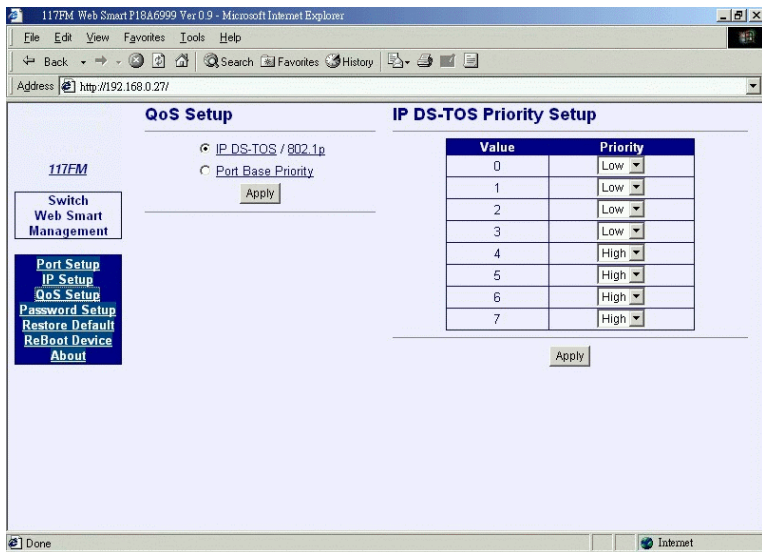 117FM Web Smart P18A6999 Ver 0.9 - Microsoft Internet Explorer
File Edit View Favorites Tools Help
Back Search Favorites History
Address http://192.168.0.27/
117FM
Switch
Web Smart
Management
Port Setup
IP Setup
QoS Setup
Password Setup
Restore Default
ReBoot Device
About
QoS Setup
IP DS-TOS / 802.1p
Port Base Priority
Apply
IP DS-TOS Priority Setup
Value Priority
0 Low
1 Low
2 Low
3 Low
4 High
5 High
6 High
7 High
Apply
Done Internet